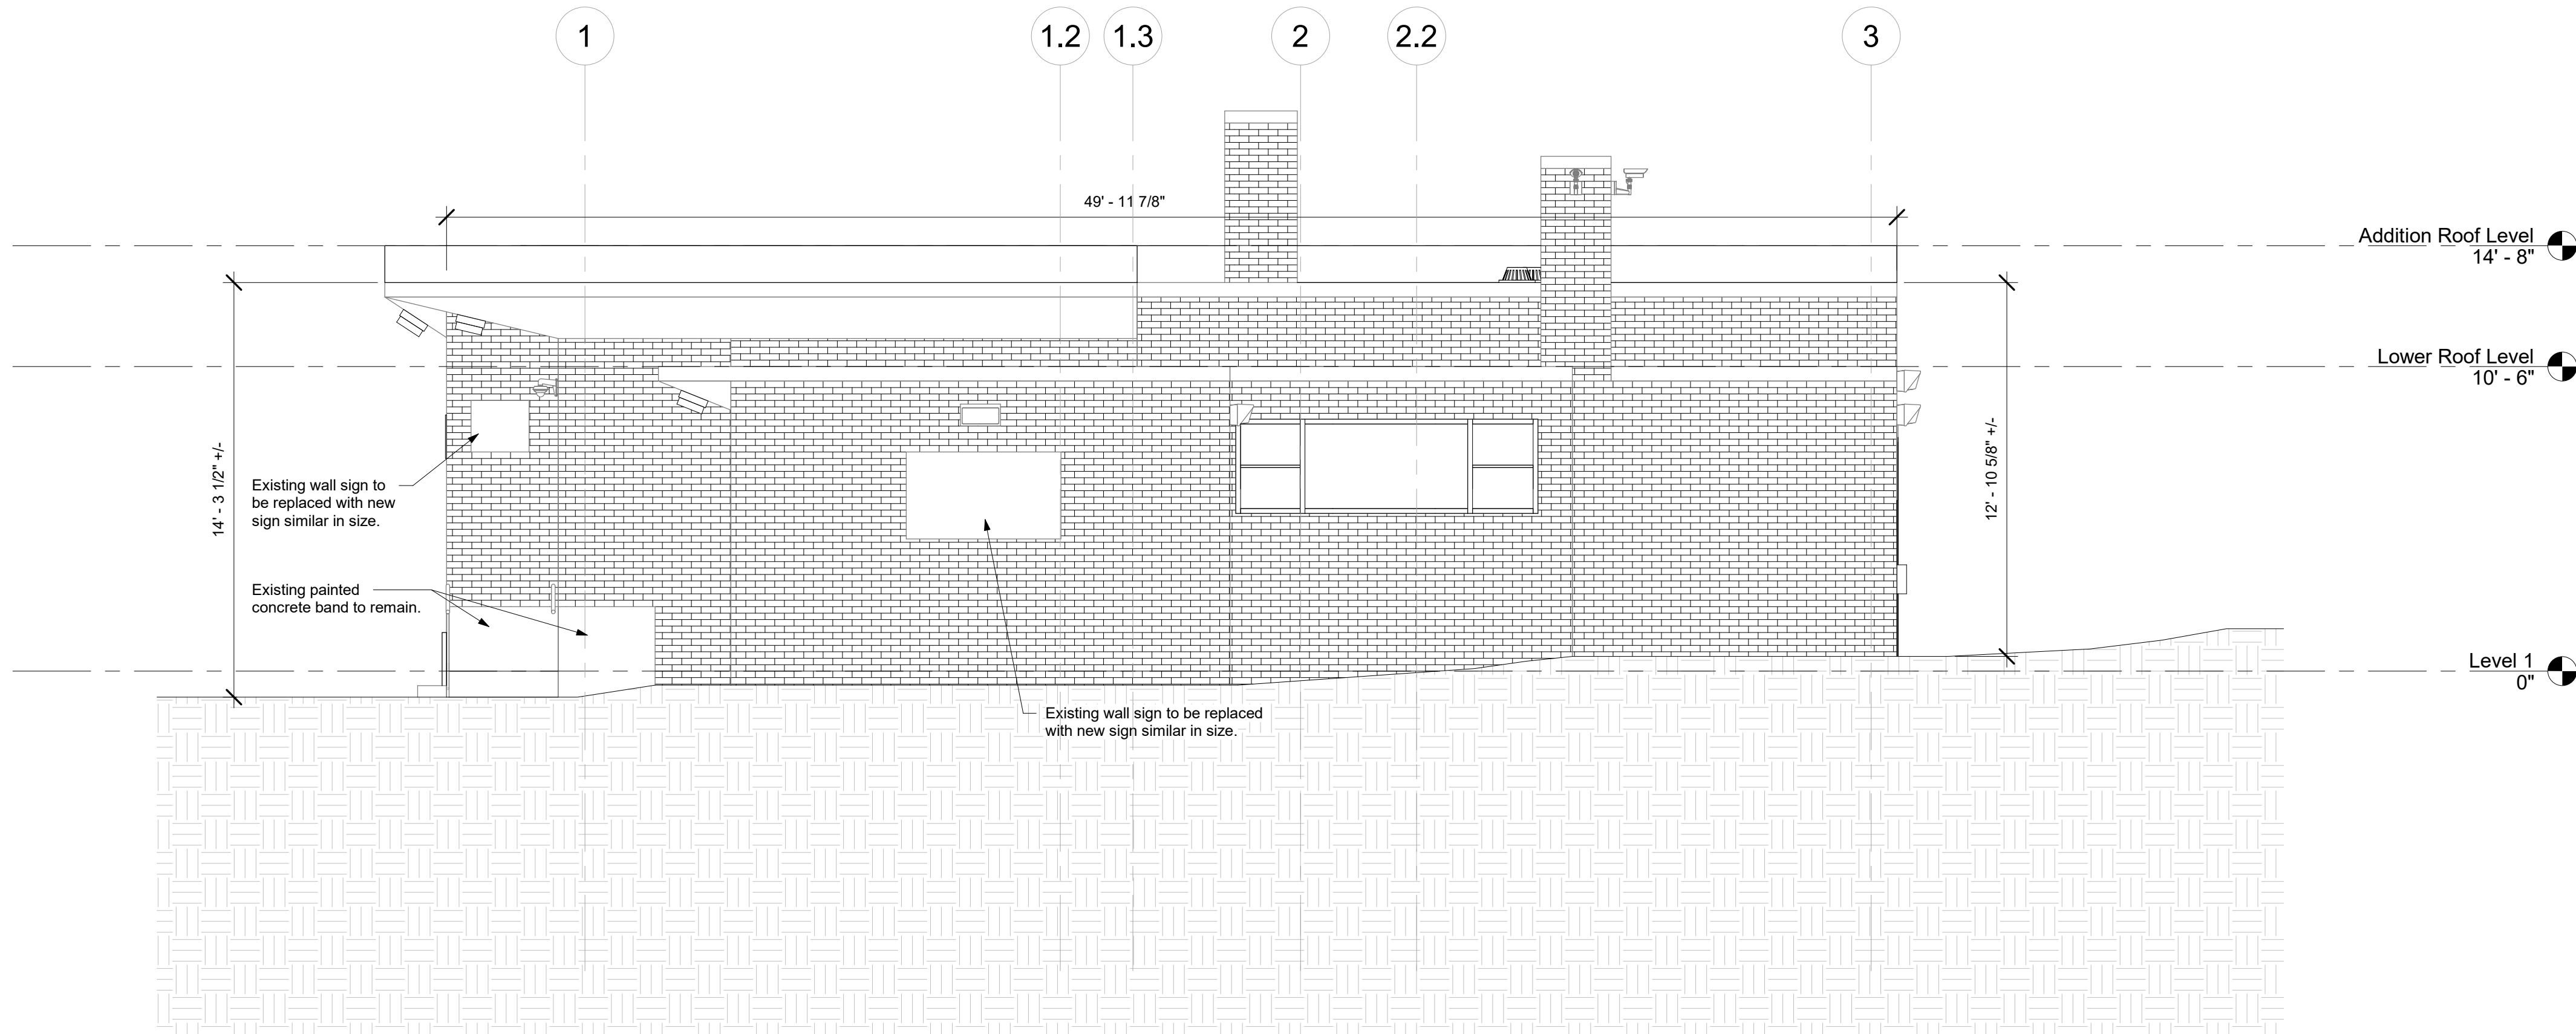 1
1.2
1.3
2
2.2
3
49' - 11 7/8"
Addition Roof Level
14' - 8"
Lower Roof Level
10' - 6"
14' - 3 1/2" +/-
12' - 10 5/8" +/-
Existing wall sign to
be replaced with new
sign similar in size.
Existing painted
concrete band to remain.
Level 1
0"
Existing wall sign to be replaced
with new sign similar in size.